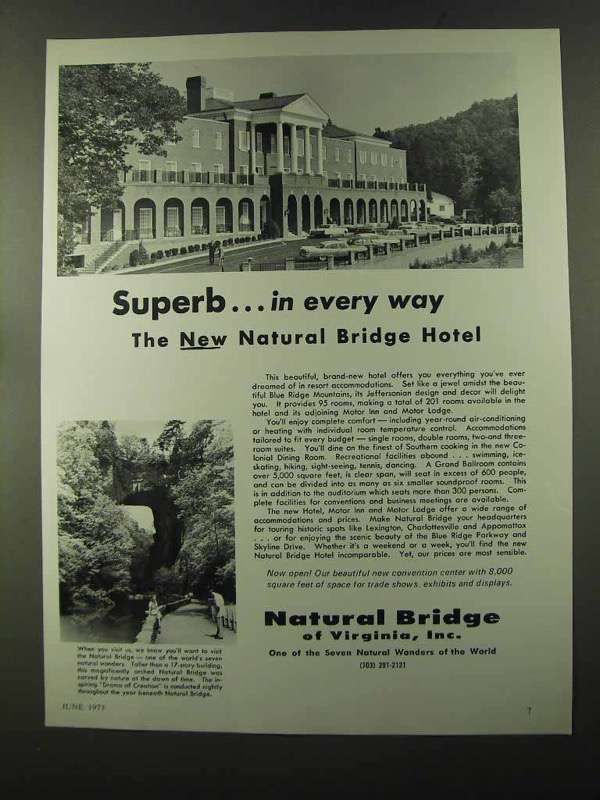 Superb... in every way
The New Natural Bridge Hotel
This beautiful, brand-new hotel offers you everything you've ever
dreamed of in resort accommodations. Set like a jewel amidst the beau-
tiful Blue Ridge Mountains, its Jeffersonian design and decor will delight
you. It provides 95 rooms, making a total of 201 rooms available in the
hotel and its adjoining Motor Inn and Motor Lodge.
You'll enjoy complete comfort — including year-round air-conditioning
or heating with individual room temperature control. Accommodations
tailored to fit every budget — single rooms, double rooms, two-and three-
room suites. You'll dine on the finest of Southern cooking in the new Co-
lonial Dining Room. Recreational facilities abound . . . swimming, ice-
skating, hiking, sight-seeing, tennis, dancing. A Grand Ballroom contains
over 5,000 square feet, is clear span, will seat in excess of 600 people,
and can be divided into as many as six smaller soundproof rooms. This
is in addition to the auditorium which seats more than 300 persons. Com-
plete facilities for conventions and business meetings are available.
The new Hotel, Motor Inn and Motor Lodge offer a wide range of
accommodations and prices. Make Natural Bridge your headquarters
for touring historic spots like Lexington, Charlottesville and Appomattox
. . . or for enjoying the scenic beauty of the Blue Ridge Parkway and
Skyline Drive. Whether it's a weekend or a week, you'll find the new
Natural Bridge Hotel incomparable. Yet, our prices are most sensible.
Now open! Our beautiful new convention center with 8,000
square feet of space for trade shows, exhibits and displays.
Natural Bridge
of Virginia, Inc.
One of the Seven Natural Wonders of the World
(703) 291-2121
When you visit us, we know you'll want to visit
the Natural Bridge — one of the world's seven
natural wonders. Taller than a 17-story building,
this magnificently arched Natural Bridge was
carved by nature at the dawn of time. The in-
spiring "Drama of Creation" is conducted nightly
throughout the year beneath Natural Bridge.
JUNE, 1973
7